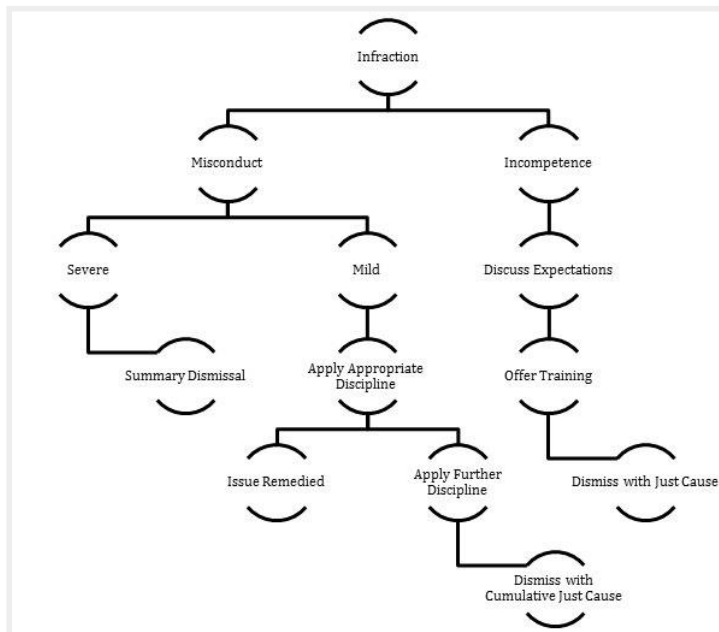 Infraction
Misconduct
Incompetence
Severe
Mild
Discuss Expectations
Summary Dismissal
Apply Appropriate
Discipline
Offer Training
Issue Remedied
Apply Further
Discipline
Dismiss with Just Cause
Dismiss with
Cumulative Just Cause